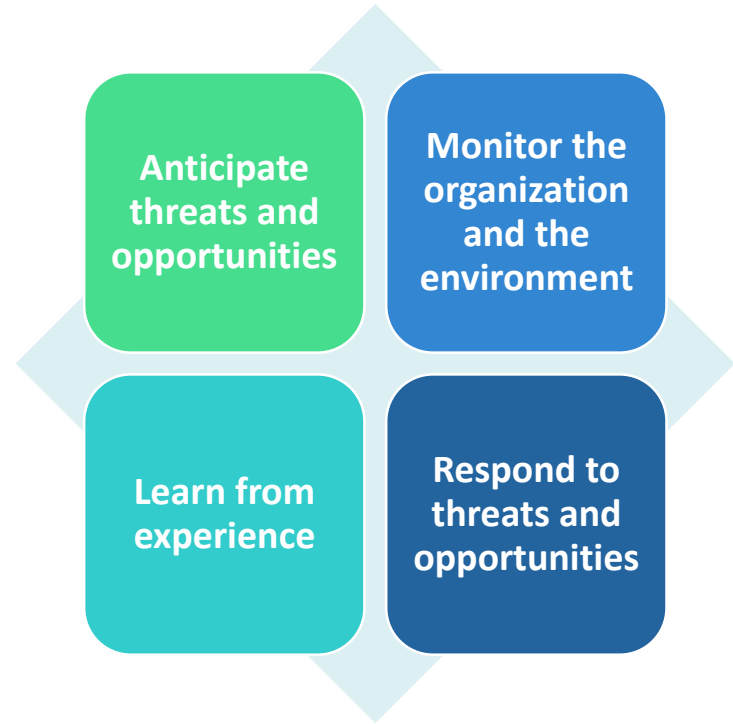 Anticipate
threats and
opportunities
Monitor the
organization
and the
environment
Learn from
experience
Respond to
threats and
opportunities